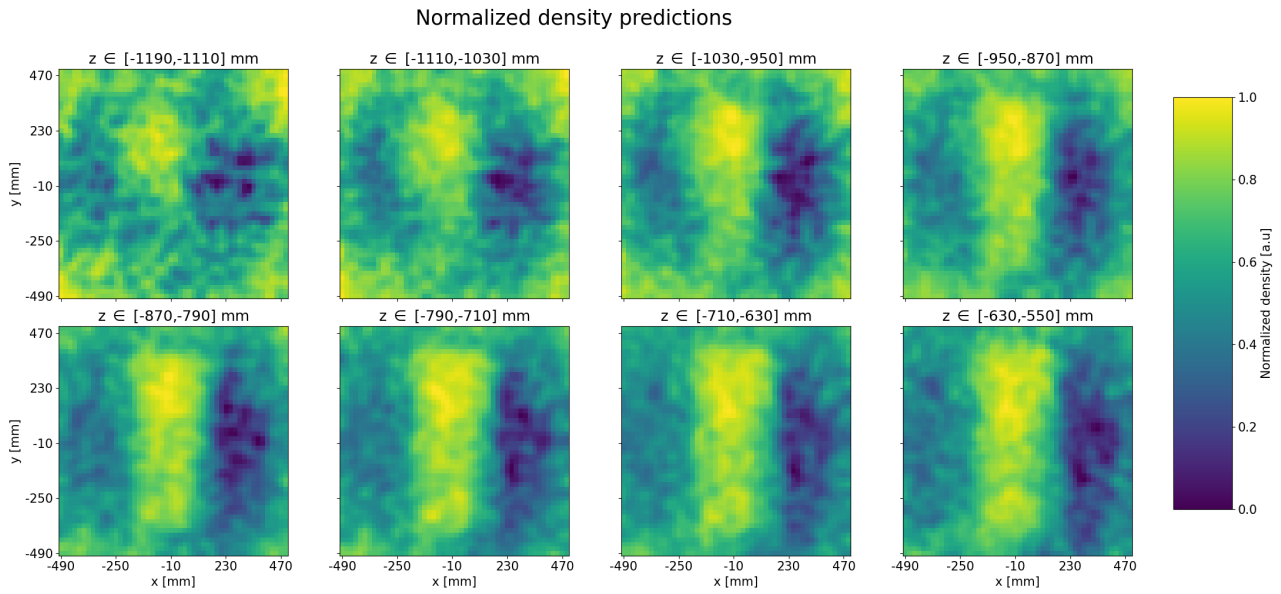 Normalized density predictions
z ∈ [-1190,-1110] mm
z ∈ [-1110,-1030] mm
z ∈ [-1030,-950] mm
z ∈ [-950,-870] mm
470
230
-10
-250
-490
y [mm]
z ∈ [-870,-790] mm
z ∈ [-790,-710] mm
z ∈ [-710,-630] mm
z ∈ [-630,-550] mm
470
230
-10
-250
-490
y [mm]
-490 -250 -10 230 470
x [mm]
-490 -250 -10 230 470
x [mm]
-490 -250 -10 230 470
x [mm]
-490 -250 -10 230 470
x [mm]
1.0
0.8
0.6
0.4
0.2
0.0
Normalized density [a.u]